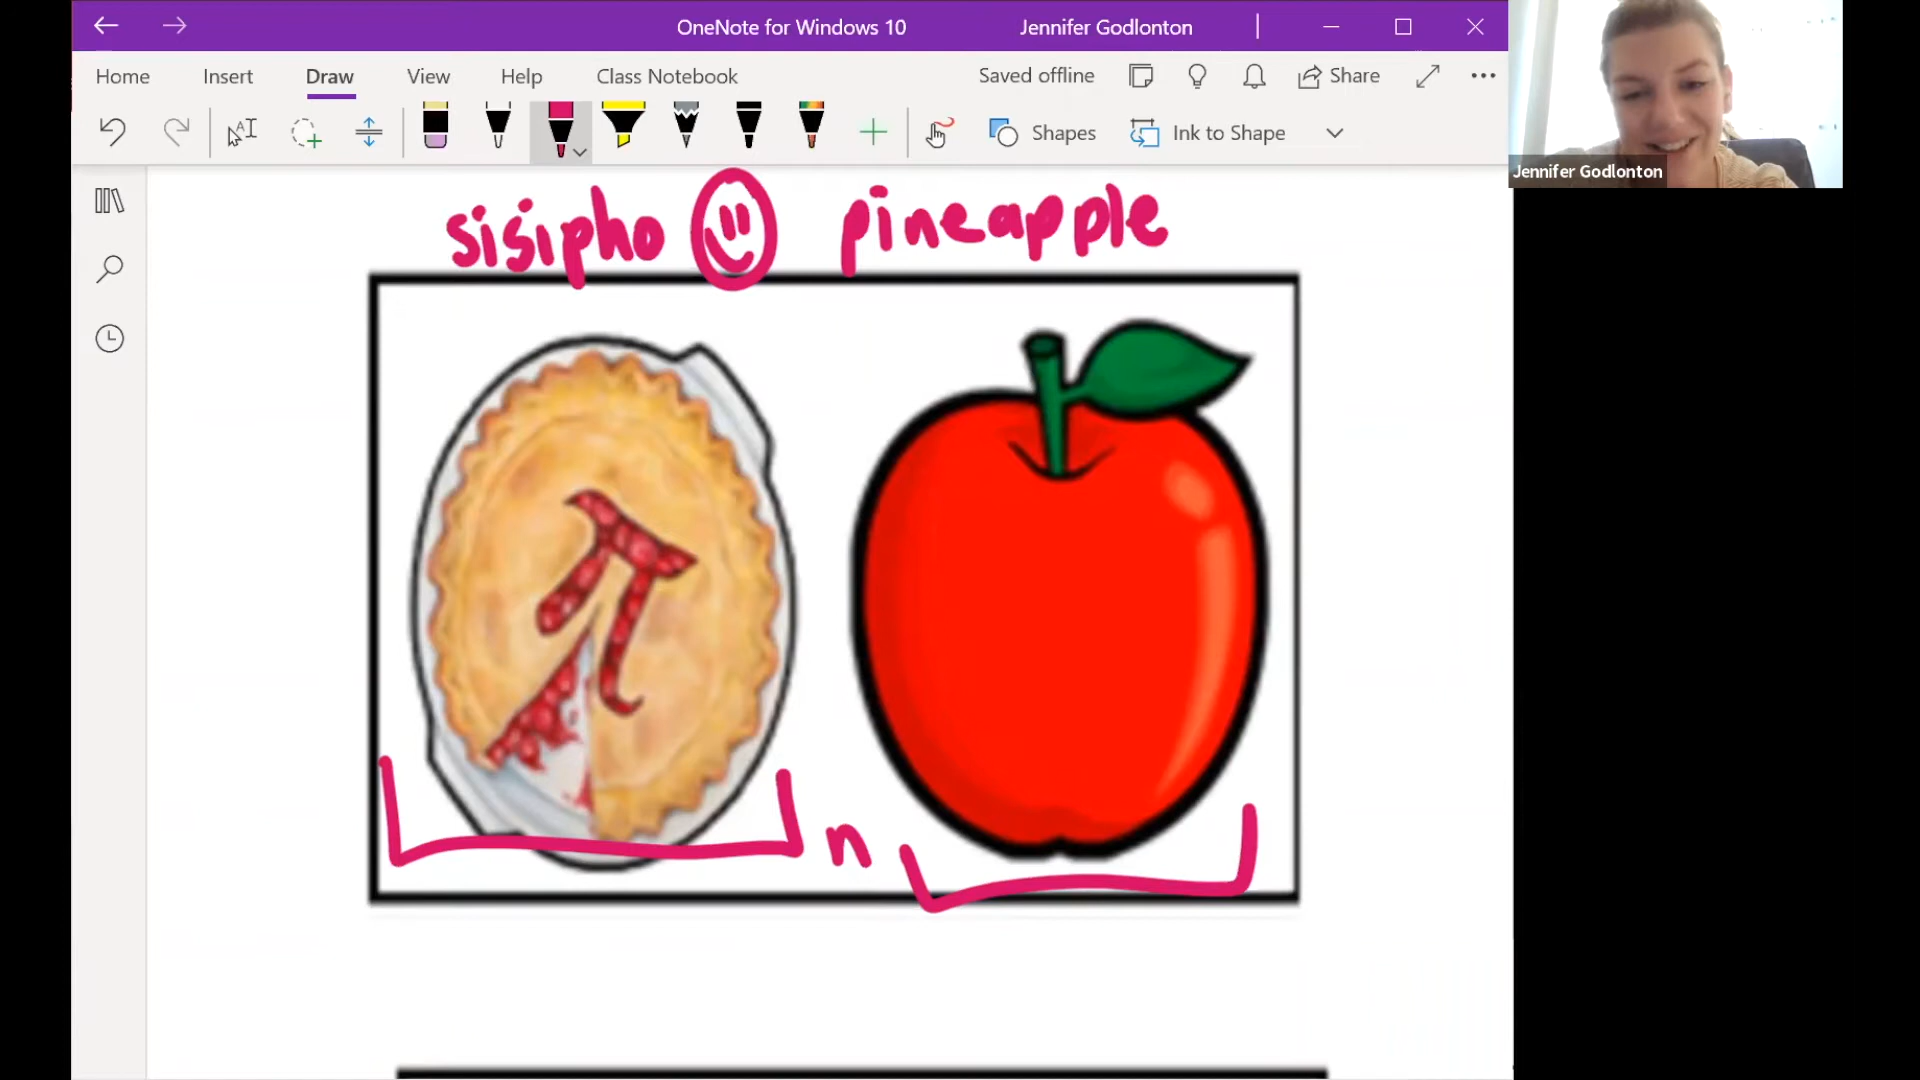 OneNote for Windows 10 Jennifer Godlonton
Home Insert Draw View Help Class Notebook Saved offline Share
Shapes Ink to Shape
Jennifer Godlonton
sisipho pineapple
π
n